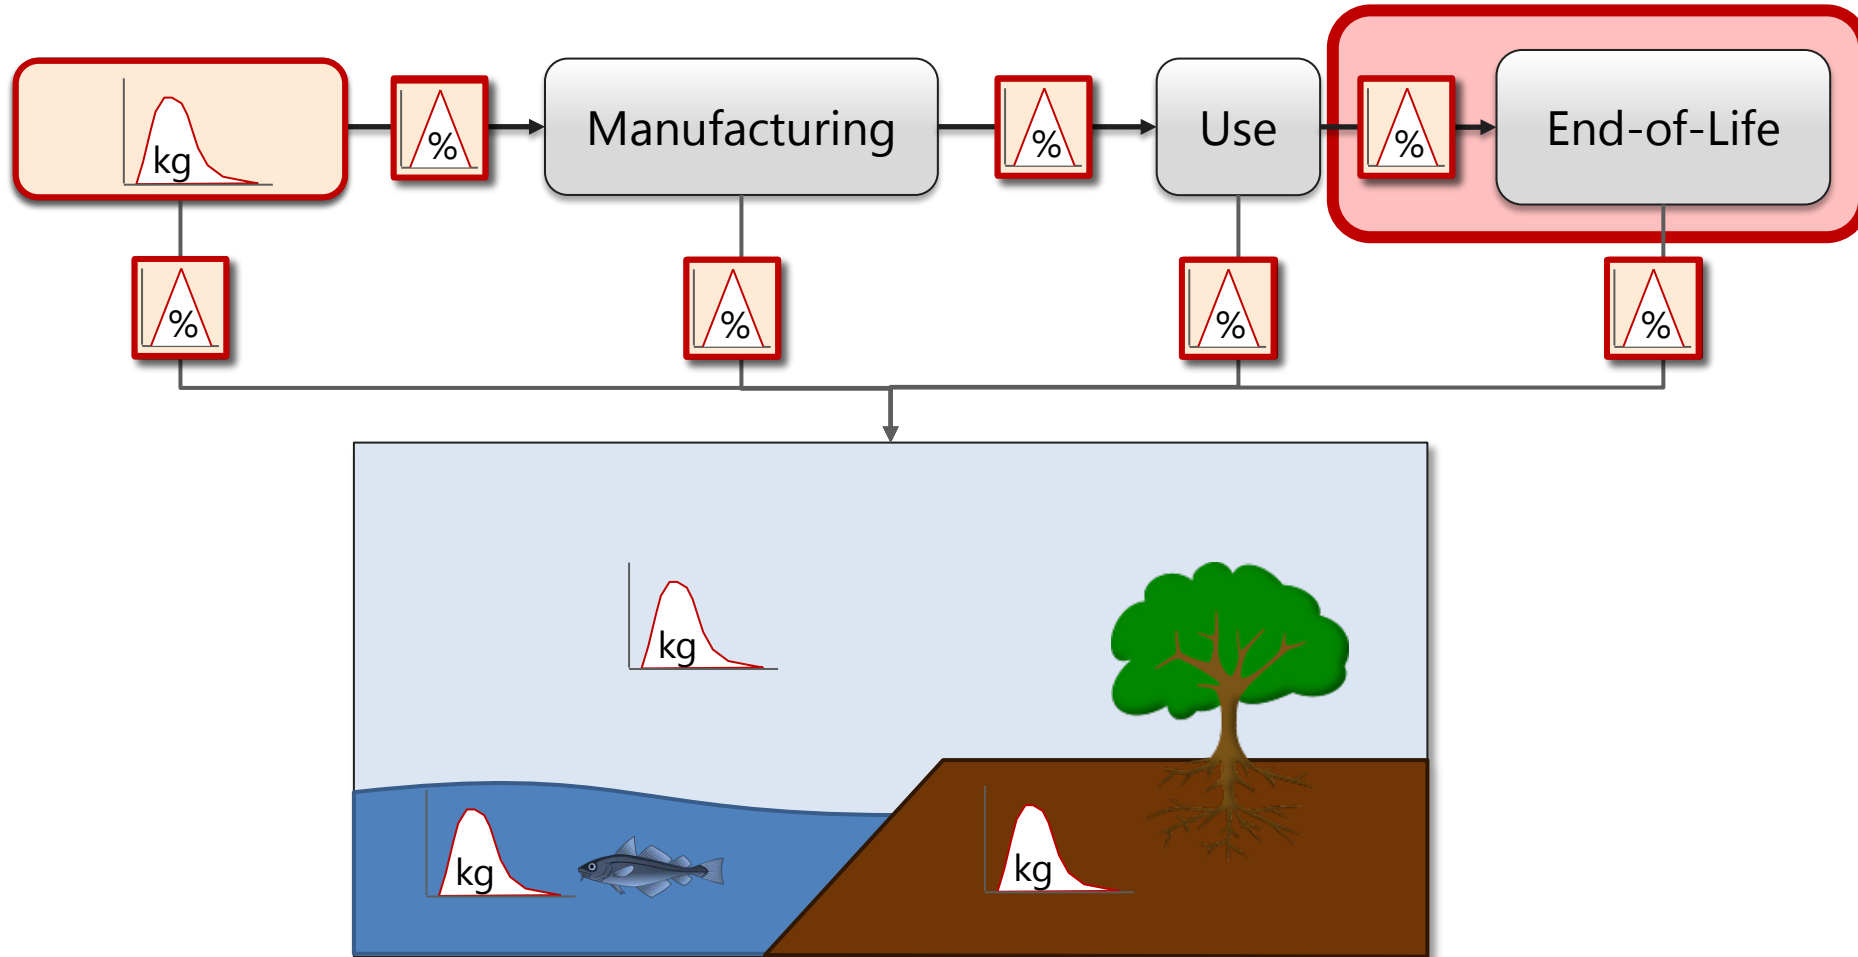 kg
%
Manufacturing
%
Use
%
End-of-Life
%
%
%
%
kg
kg
kg